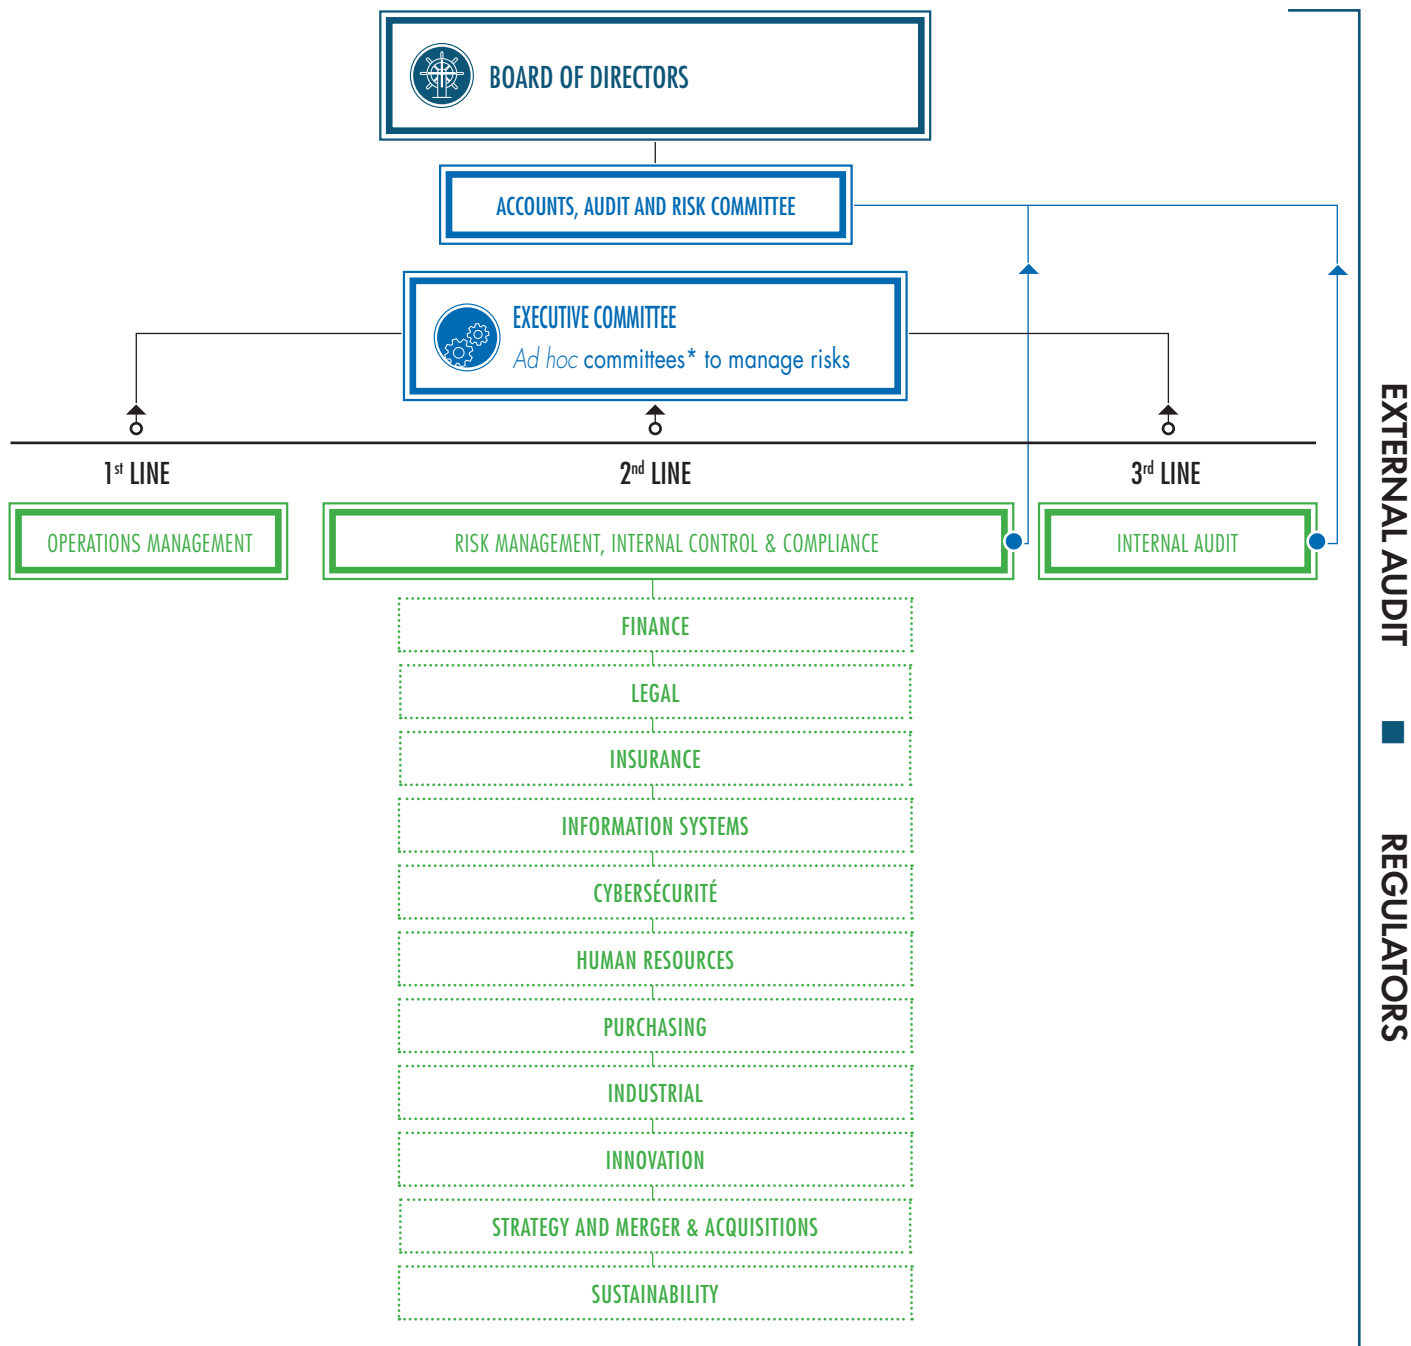 BOARD OF DIRECTORS
ACCOUNTS, AUDIT AND RISK COMMITTEE
EXECUTIVE COMMITTEE
Ad hoc committees* to manage risks
1st LINE
2nd LINE
3rd LINE
OPERATIONS MANAGEMENT
RISK MANAGEMENT, INTERNAL CONTROL & COMPLIANCE
INTERNAL AUDIT
FINANCE
LEGAL
INSURANCE
INFORMATION SYSTEMS
CYBERSÉCURITÉ
HUMAN RESOURCES
PURCHASING
INDUSTRIAL
INNOVATION
STRATEGY AND MERGER & ACQUISITIONS
SUSTAINABILITY
EXTERNAL AUDIT ■ REGULATORS